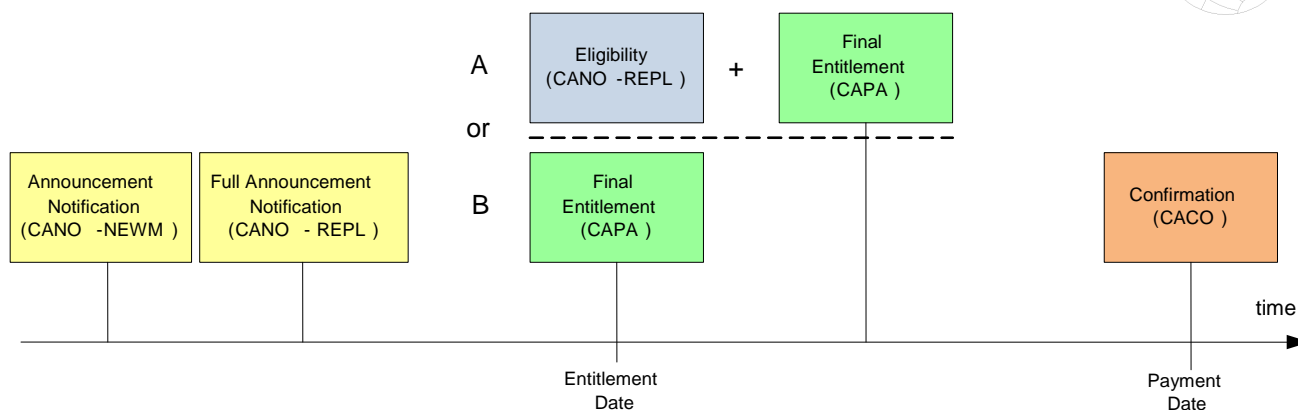 A
Eligibility
(CANO -REPL )
+
Final
Entitlement
(CAPA )
or
Announcement
Notification
(CANO -NEWM )
Full Announcement
Notification
(CANO - REPL )
B
Final
Entitlement
(CAPA )
Confirmation
(CACO )
time
Entitlement
Date
Payment
Date